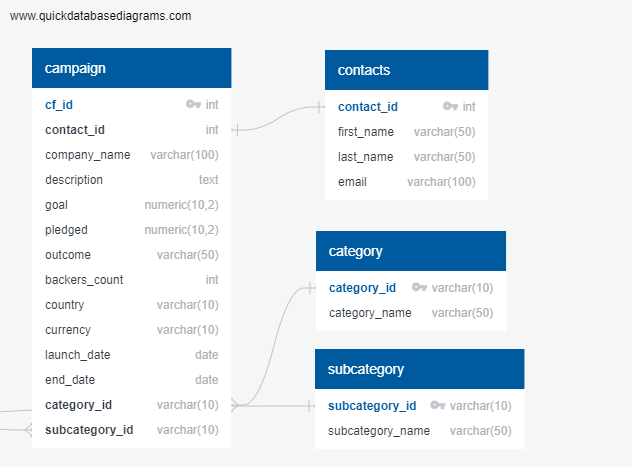 www.quickdatabasediagrams.com
campaign
cf_id int
contact_id int
company_name varchar(100)
description text
goal numeric(10,2)
pledged numeric(10,2)
outcome varchar(50)
backers_count int
country varchar(10)
currency varchar(10)
launch_date date
end_date date
category_id varchar(10)
subcategory_id varchar(10)
contacts
contact_id int
first_name varchar(50)
last_name varchar(50)
email varchar(100)
category
category_id varchar(10)
category_name varchar(50)
subcategory
subcategory_id varchar(10)
subcategory_name varchar(50)